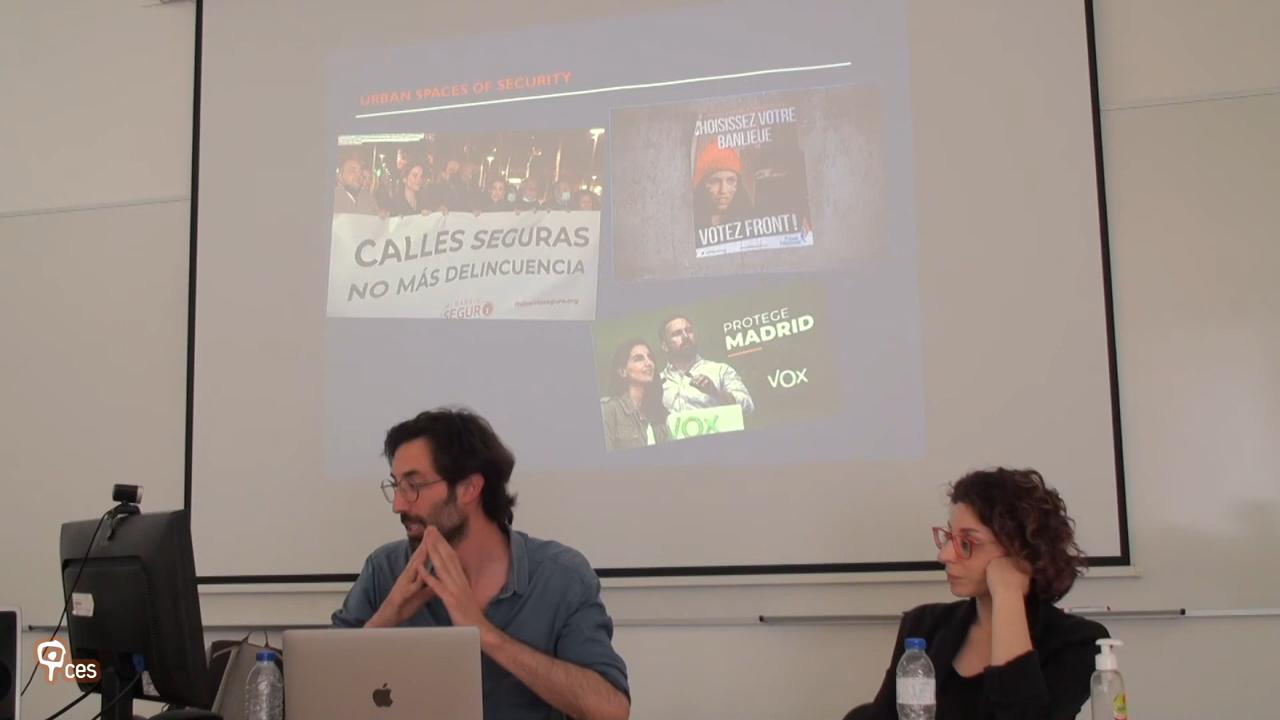 URBAN SPACES OF SECURITY
CALLES SEGURAS
NO MÁS DELINCUENCIA
SEGURO
CHOISISSEZ VOTRE
BANLIEUE
VOTEZ FRONT!
PROTEGE
MADRID
VOX
VOX
ces